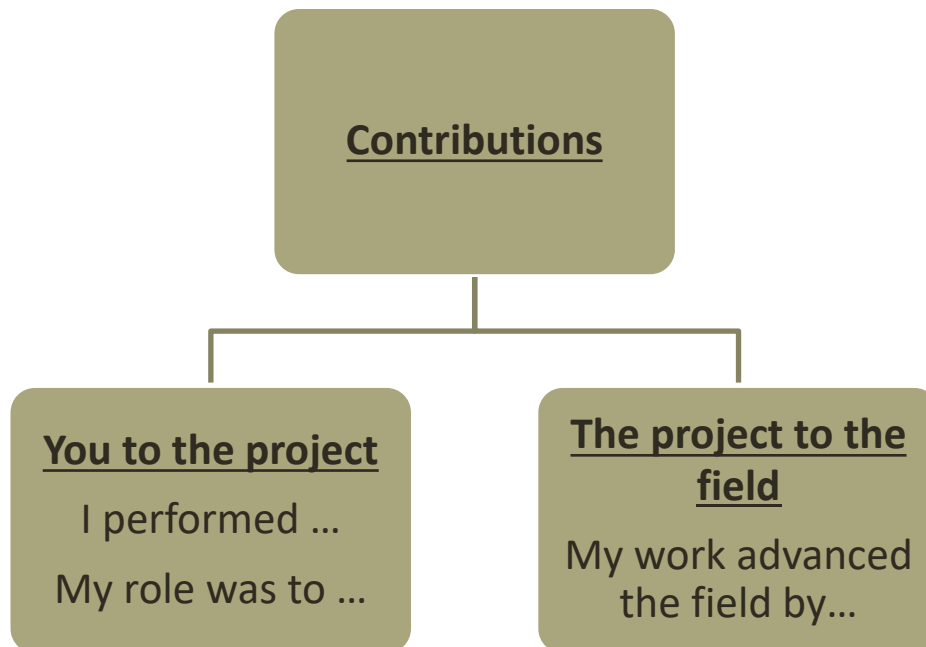 Contributions
You to the project
I performed …
My role was to …
The project to the
field
My work advanced
the field by…